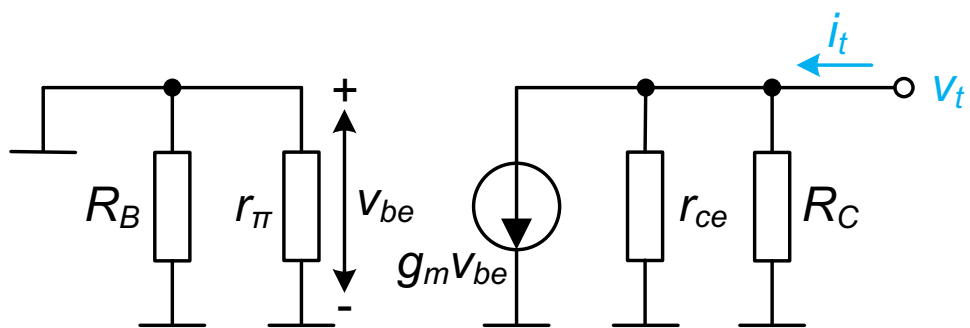 i_t
v_t
+
R_B
r_π
v_be
g_m v_be
r_ce
R_C
-